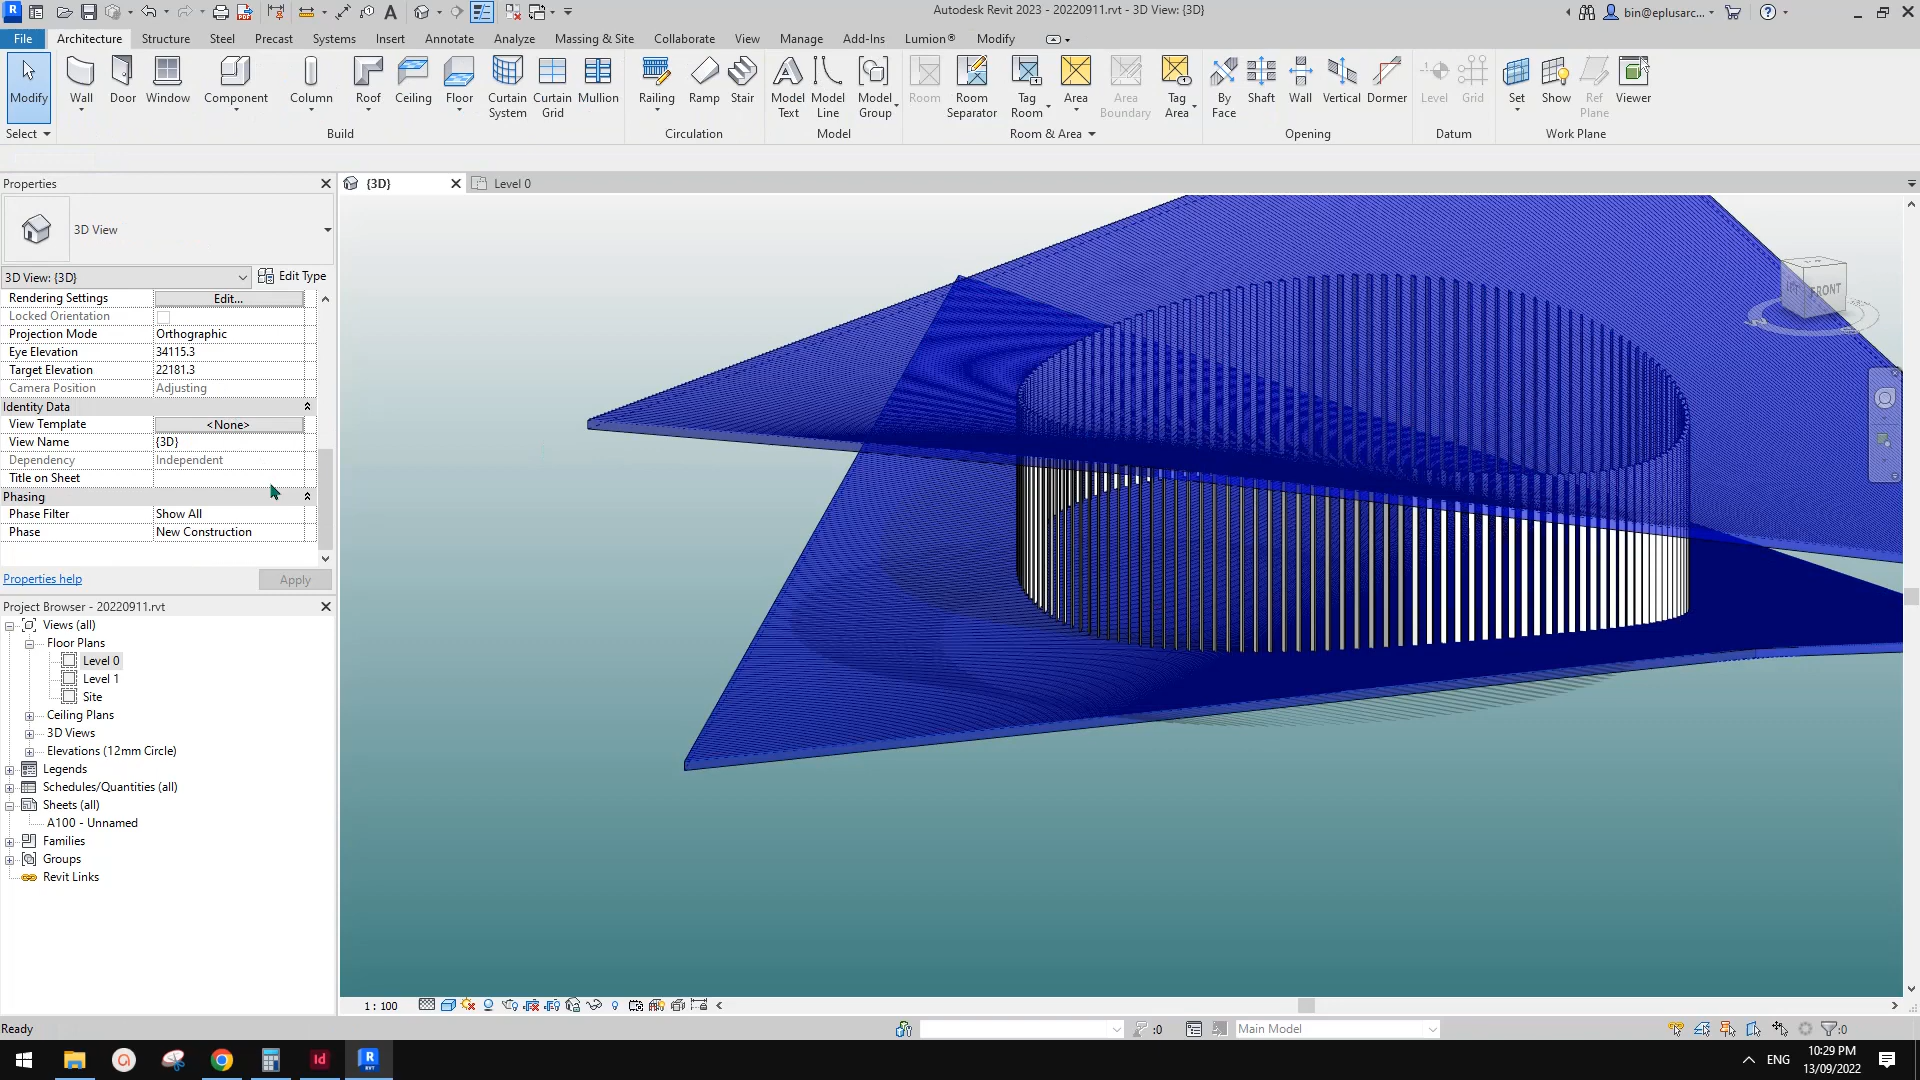 Autodesk Revit 2023 - 20220911.rvt - 3D View: {3D}
bin@eplusarc...
File Architecture Structure Steel Precast Systems Insert Annotate Analyze Massing & Site Collaborate View Manage Add-Ins Lumion® Modify
Modify Wall Door Window Component Column Roof Ceiling Floor Curtain System Curtain Grid Mullion Railing Ramp Stair Model Text Model Line Model Group Room Room Separator Tag Room Area Area Boundary Tag Area By Face Shaft Wall Vertical Dormer Level Grid Set Show Ref Plane Viewer
Select Build Circulation Model Room & Area Opening Datum Work Plane
Properties
{3D} Level 0
3D View
3D View: {3D} Edit Type
Rendering Settings Edit...
Locked Orientation
Projection Mode Orthographic
Eye Elevation 34115.3
Target Elevation 22181.3
Camera Position Adjusting
Identity Data
View Template <None>
View Name {3D}
Dependency Independent
Title on Sheet
Phasing
Phase Filter Show All
Phase New Construction
Properties help Apply
Project Browser - 20220911.rvt
Views (all)
Floor Plans
Level 0
Level 1
Site
Ceiling Plans
3D Views
Elevations (12mm Circle)
Legends
Schedules/Quantities (all)
Sheets (all)
A100 - Unnamed
Families
Groups
Revit Links
FRONT
1 : 100
Ready :0 Main Model :0
ENG
10:29 PM
13/09/2022